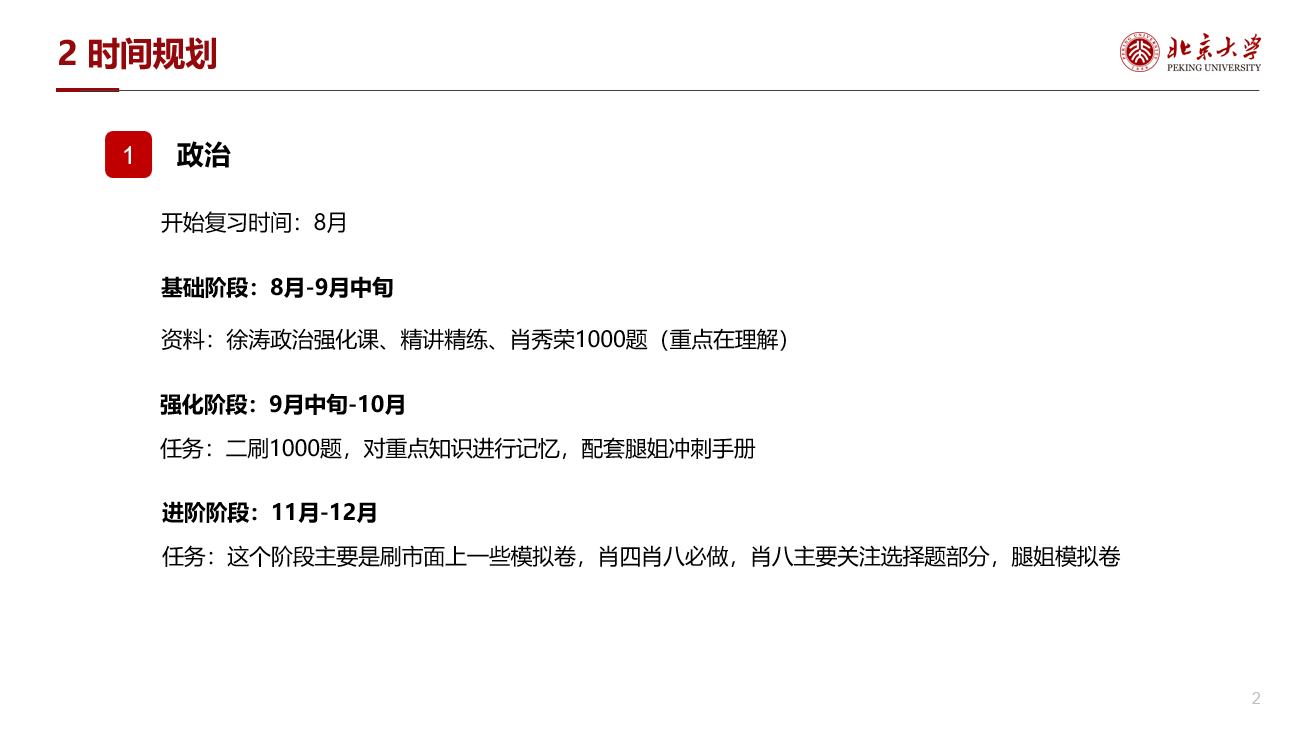 2 时间规划
北京大学
PEKING UNIVERSITY
1 政治
开始复习时间：8月
基础阶段：8月-9月中旬
资料：徐涛政治强化课、精讲精练、肖秀荣1000题（重点在理解）
强化阶段：9月中旬-10月
任务：二刷1000题，对重点知识进行记忆，配套腿姐冲刺手册
进阶阶段：11月-12月
任务：这个阶段主要是刷市面上一些模拟卷，肖四肖八必做，肖八主要关注选择题部分，腿姐模拟卷
2